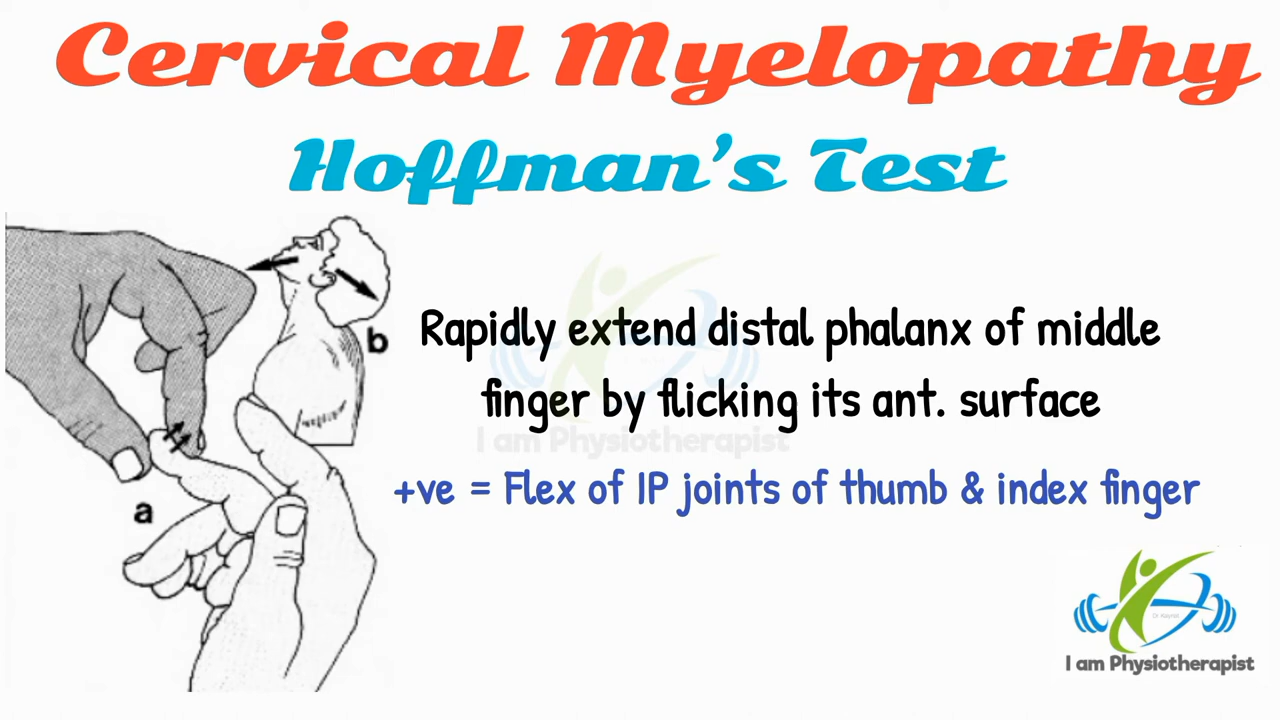 Cervical Myelopathy
Hoffman's Test
b
Rapidly extend distal phalanx of middle
finger by flicking its ant. surface
I am Physiotherapist
+ve = Flex of IP joints of thumb & index finger
a
I am Physiotherapist